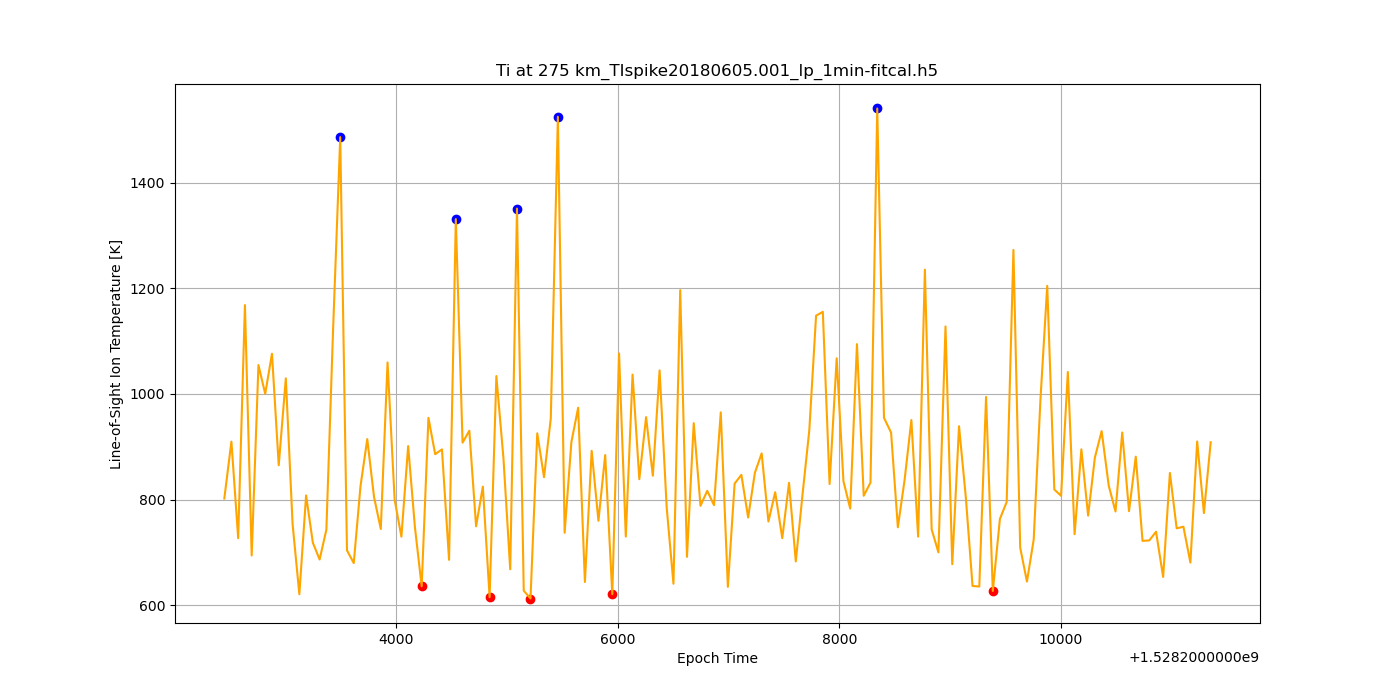 Ti at 275 km_TIspike20180605.001_lp_1min-fitcal.h5
Line-of-Sight Ion Temperature [K]
1400
1200
1000
800
600
4000
6000
8000
10000
Epoch Time
+1.5282000000e9